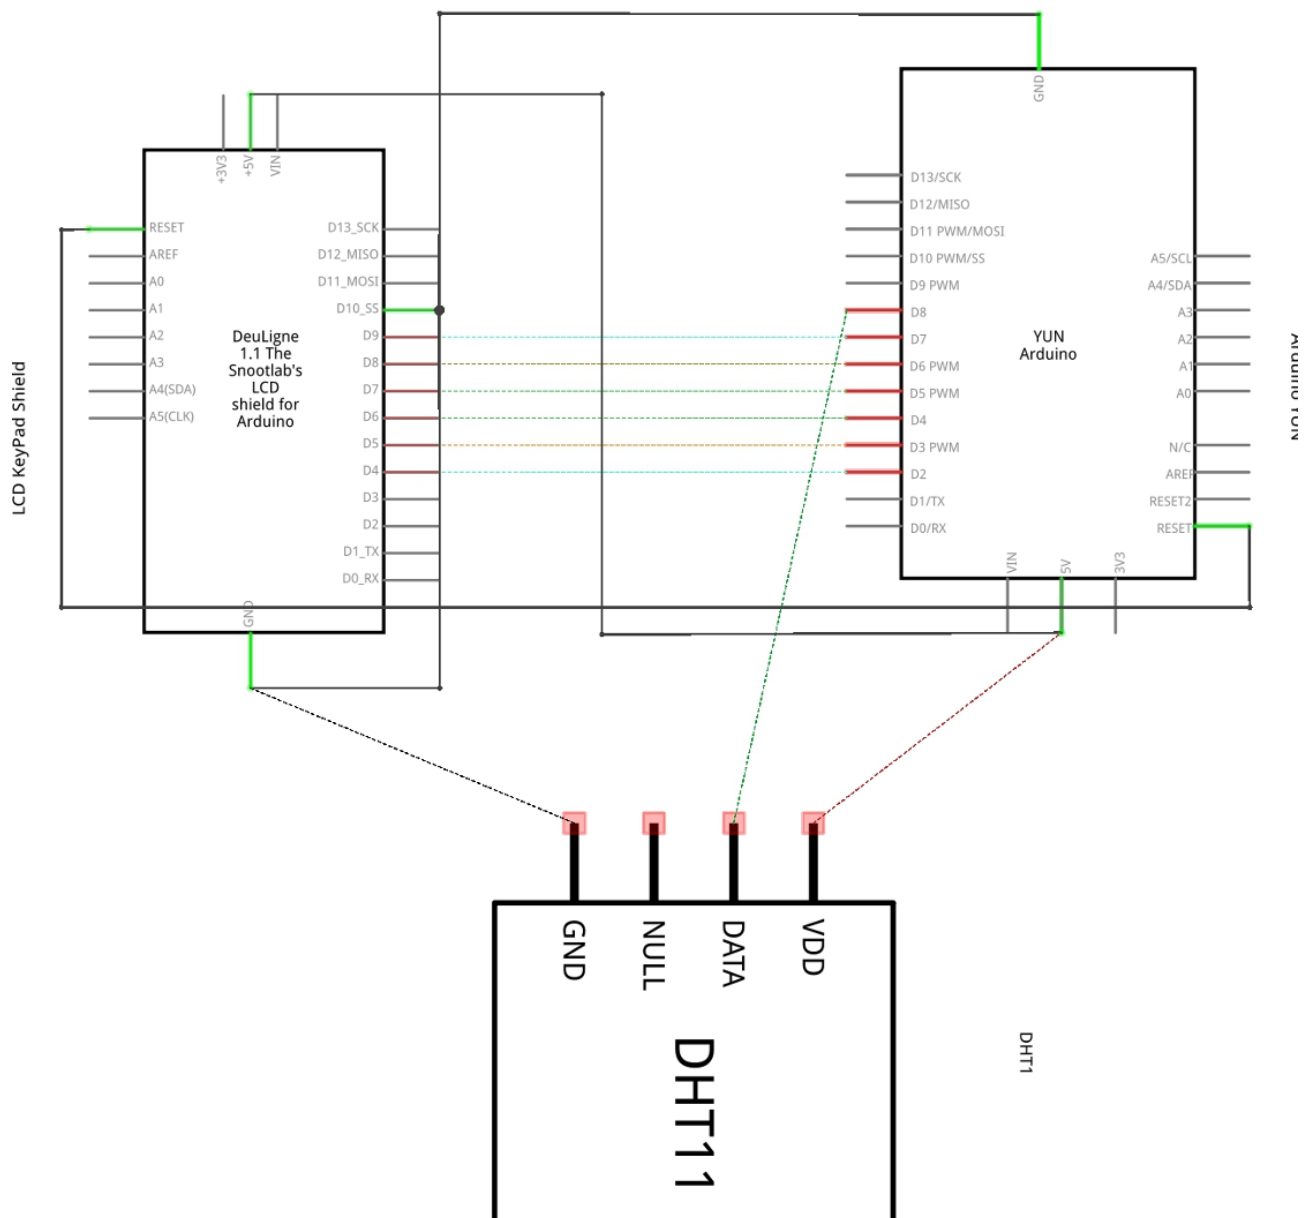 LCD KeyPad Shield
+3V3
+5V
VIN
RESET
AREF
A0
A1
A2
A3
A4(SDA)
A5(CLK)
DeuLigne
1.1 The
Snootlab's
LCD
shield for
Arduino
D13_SCK
D12_MISO
D11_MOSI
D10_SS
D9
D8
D7
D6
D5
D4
D3
D2
D1_TX
D0_RX
GND
GND
D13/SCK
D12/MISO
D11 PWM/MOSI
D10 PWM/SS
D9 PWM
D8
D7
D6 PWM
D5 PWM
D4
D3 PWM
D2
D1/TX
D0/RX
YUN
Arduino
A5/SCL
A4/SDA
A3
A2
A1
A0
N/C
AREF
RESET2
RESET
VIN
5V
3V3
Arduino YUN
GND
NULL
DATA
VDD
DHT11
DHT1